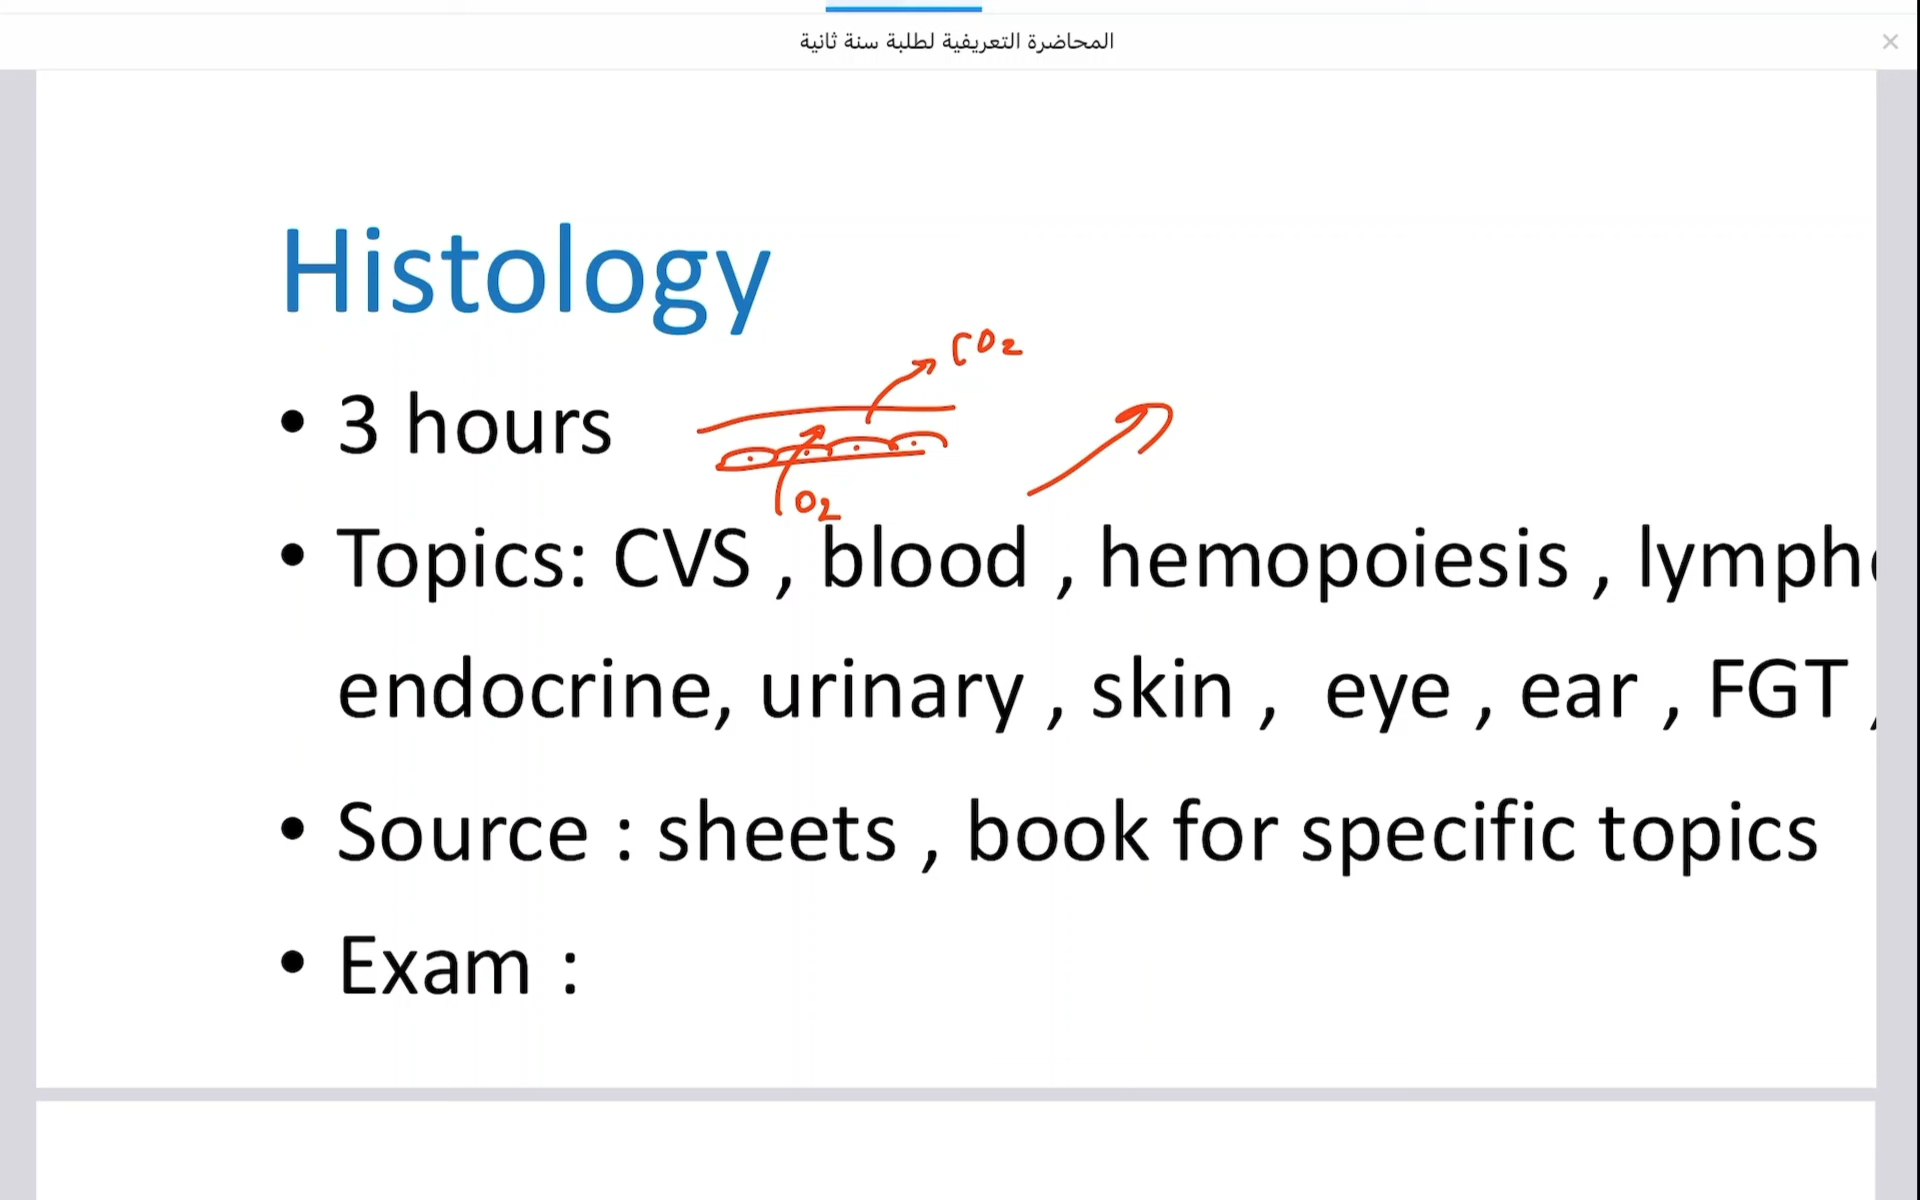 المحاضرة التعريفية لطلبة سنة ثانية
Histology
CO2
• 3 hours
O2
• Topics: CVS , blood , hemopoiesis , lymph
endocrine, urinary , skin , eye , ear , FGT ,
• Source : sheets , book for specific topics
• Exam :